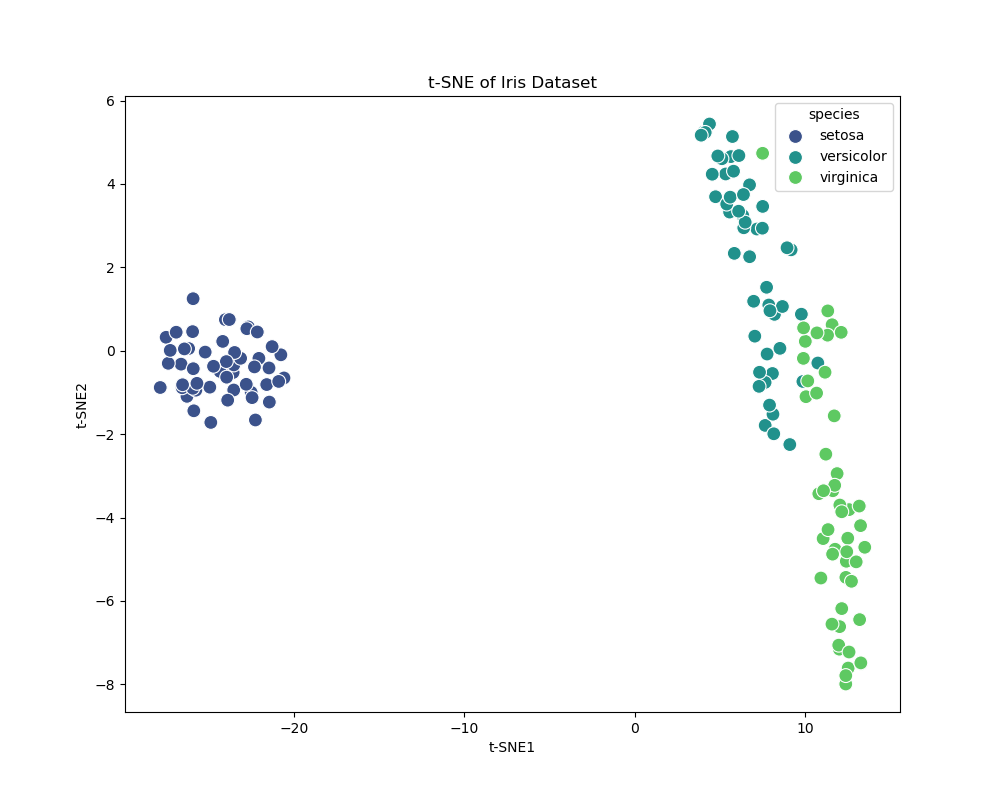 t-SNE of Iris Dataset
species
setosa
versicolor
virginica
6
4
2
0
−2
−4
−6
−8
t-SNE2
−20
−10
0
10
t-SNE1